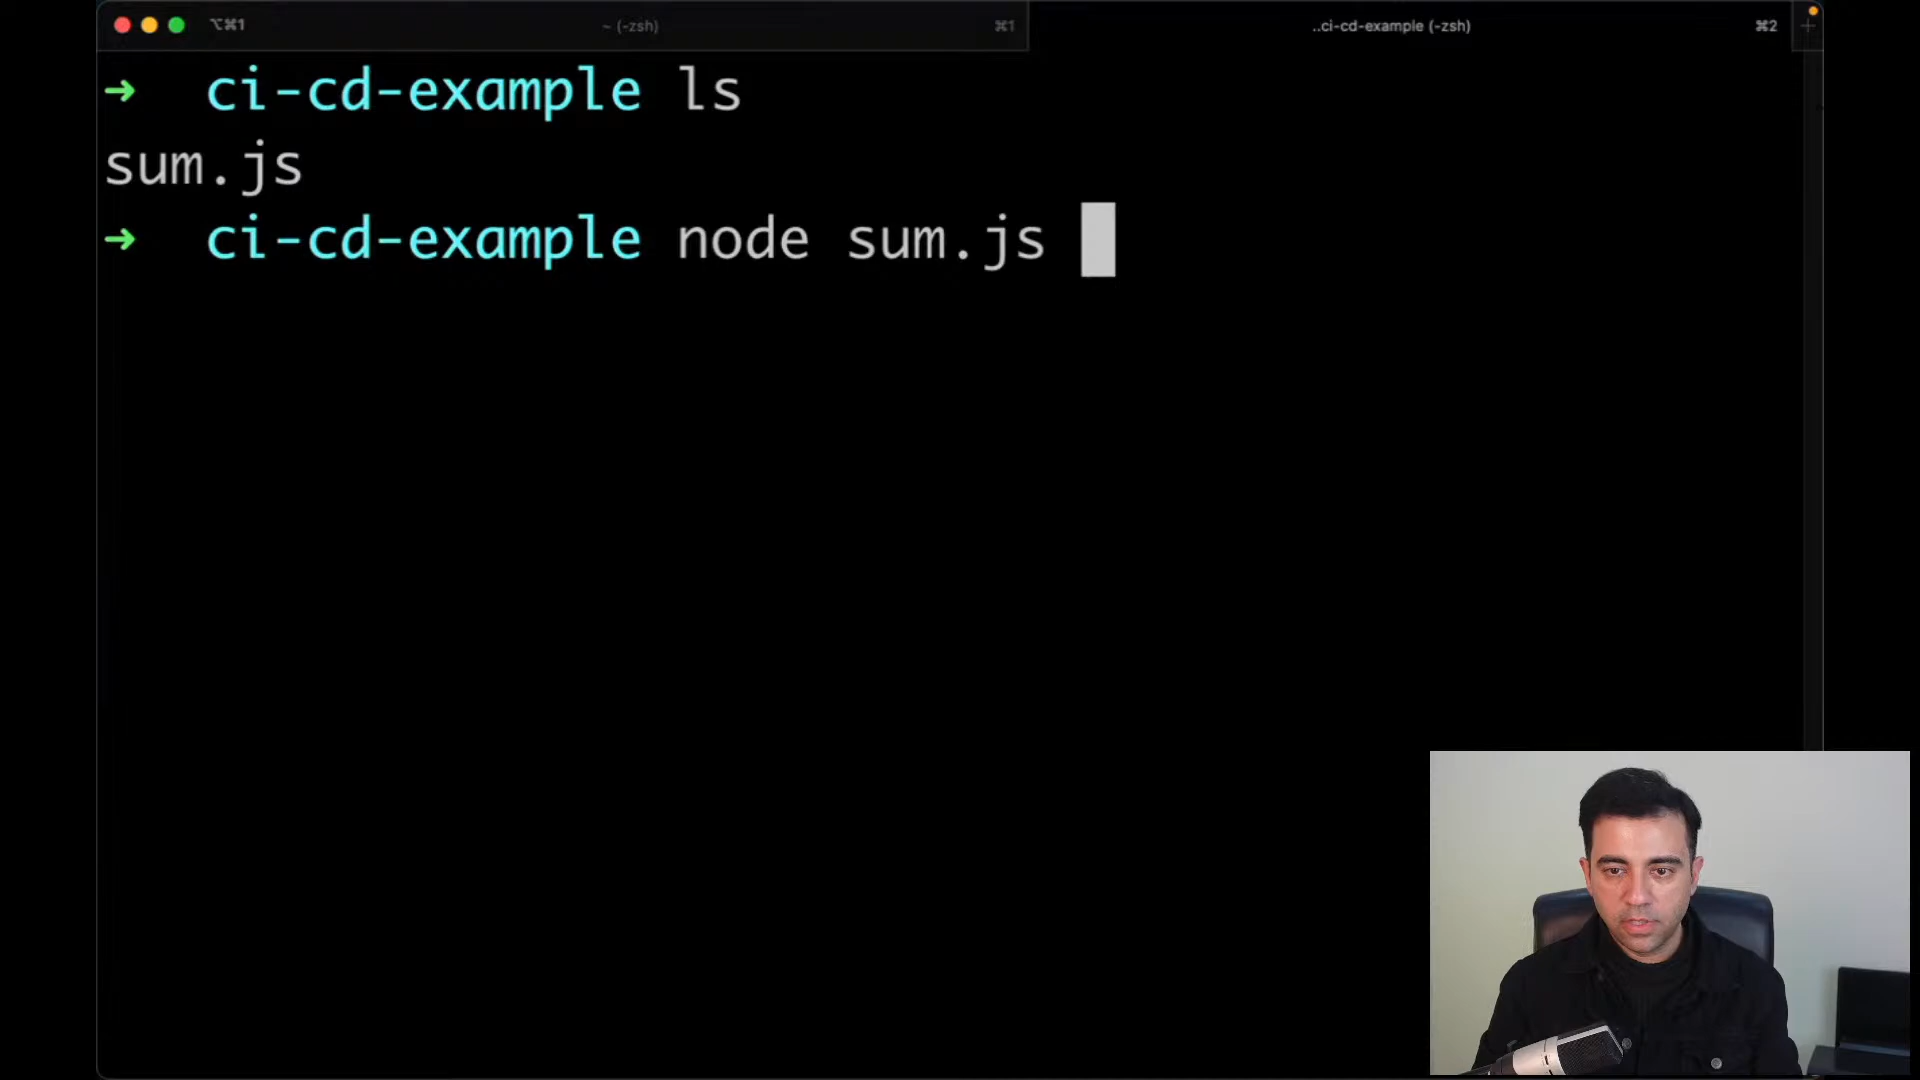 ⌥⌘1 ~ (-zsh) ⌘1 ..ci-cd-example (-zsh) ⌘2 +
➜ ci-cd-example ls
sum.js
➜ ci-cd-example node sum.js